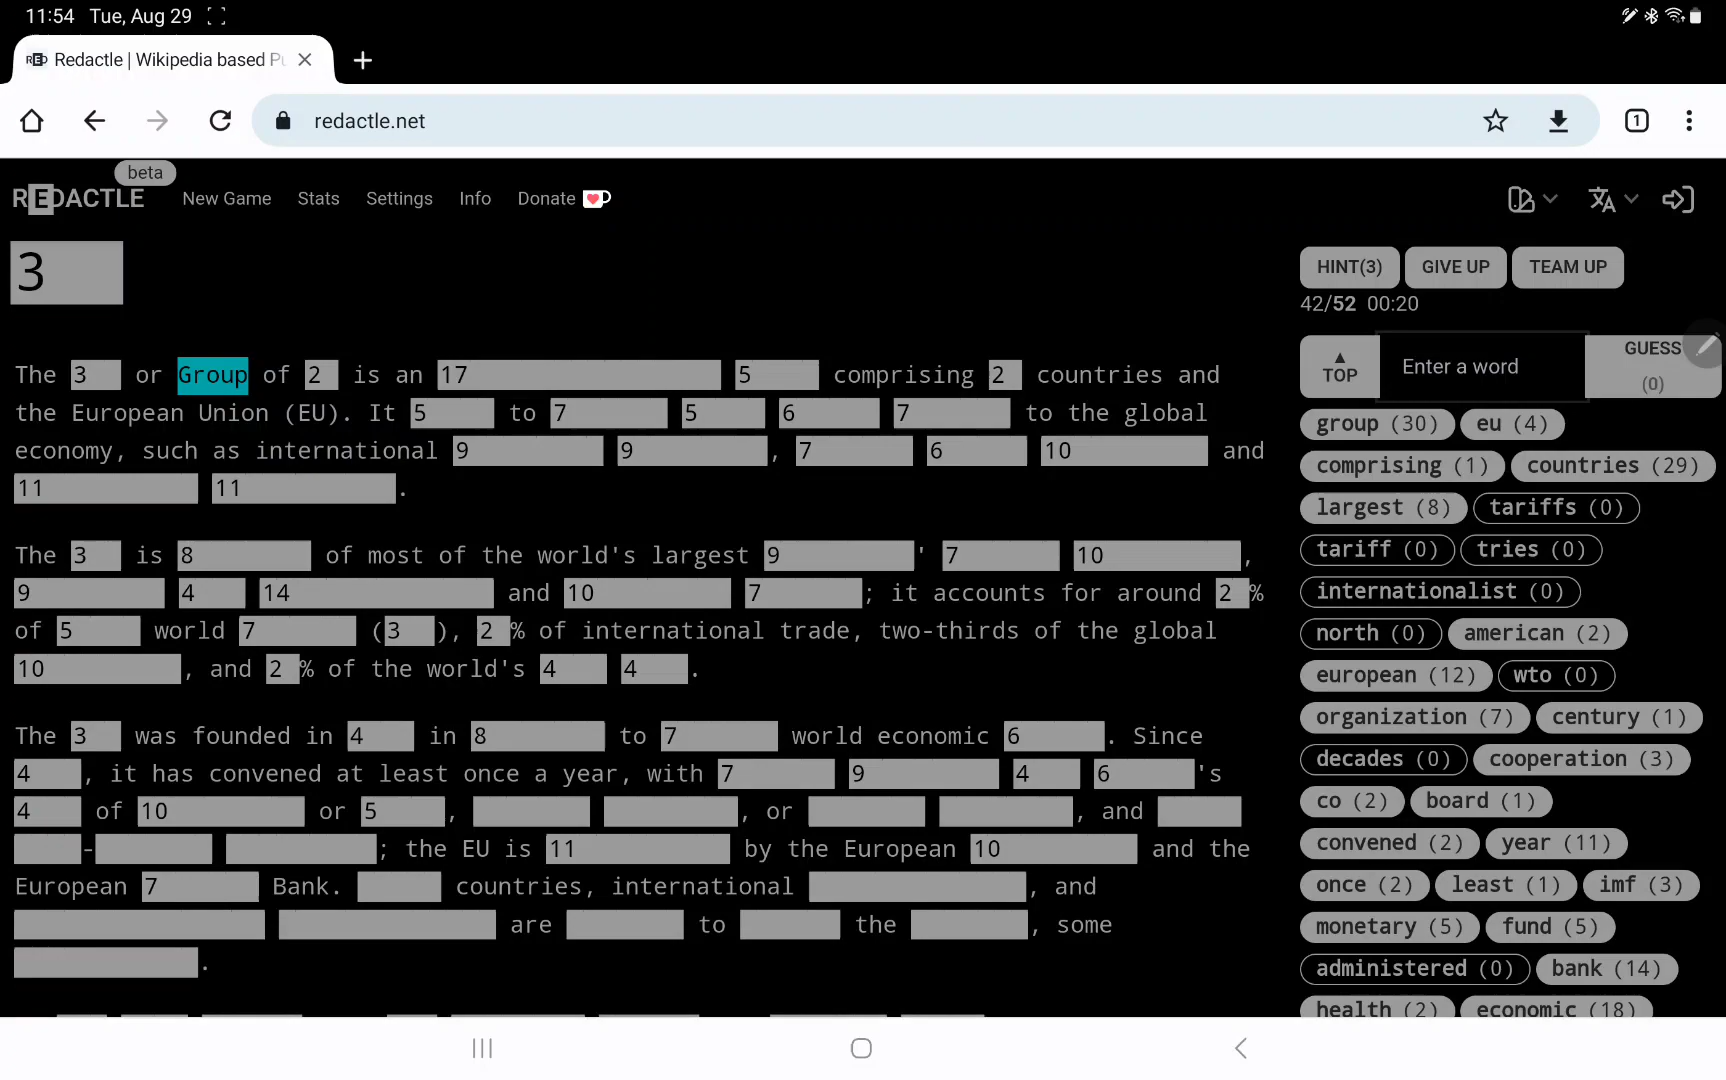 11:54 Tue, Aug 29
RED Redactle | Wikipedia based Pu
redactle.net
1
beta
REDACTLE New Game Stats Settings Info Donate
3
HINT(3) GIVE UP TEAM UP
42/52 00:20
▲ TOP Enter a word GUESS (0)
The 3 or Group of 2 is an 17 5 comprising 2 countries and
the European Union (EU). It 5 to 7 5 6 7 to the global
economy, such as international 9 9, 7 6 10 and
11 11.
The 3 is 8 of most of the world's largest 9' 7 10,
9 4 14 and 10 7; it accounts for around 2%
of 5 world 7 (3), 2% of international trade, two-thirds of the global
10, and 2% of the world's 4 4.
The 3 was founded in 4 in 8 to 7 world economic 6. Since
4, it has convened at least once a year, with 7 9 4 6's
4 of 10 or 5, , or , and
- ; the EU is 11 by the European 10 and the
European 7 Bank. countries, international , and
are to the , some
.
group (30) eu (4)
comprising (1) countries (29)
largest (8) tariffs (0)
tariff (0) tries (0)
internationalist (0)
north (0) american (2)
european (12) wto (0)
organization (7) century (1)
decades (0) cooperation (3)
co (2) board (1)
convened (2) year (11)
once (2) least (1) imf (3)
monetary (5) fund (5)
administered (0) bank (14)
health (2) economic (18)